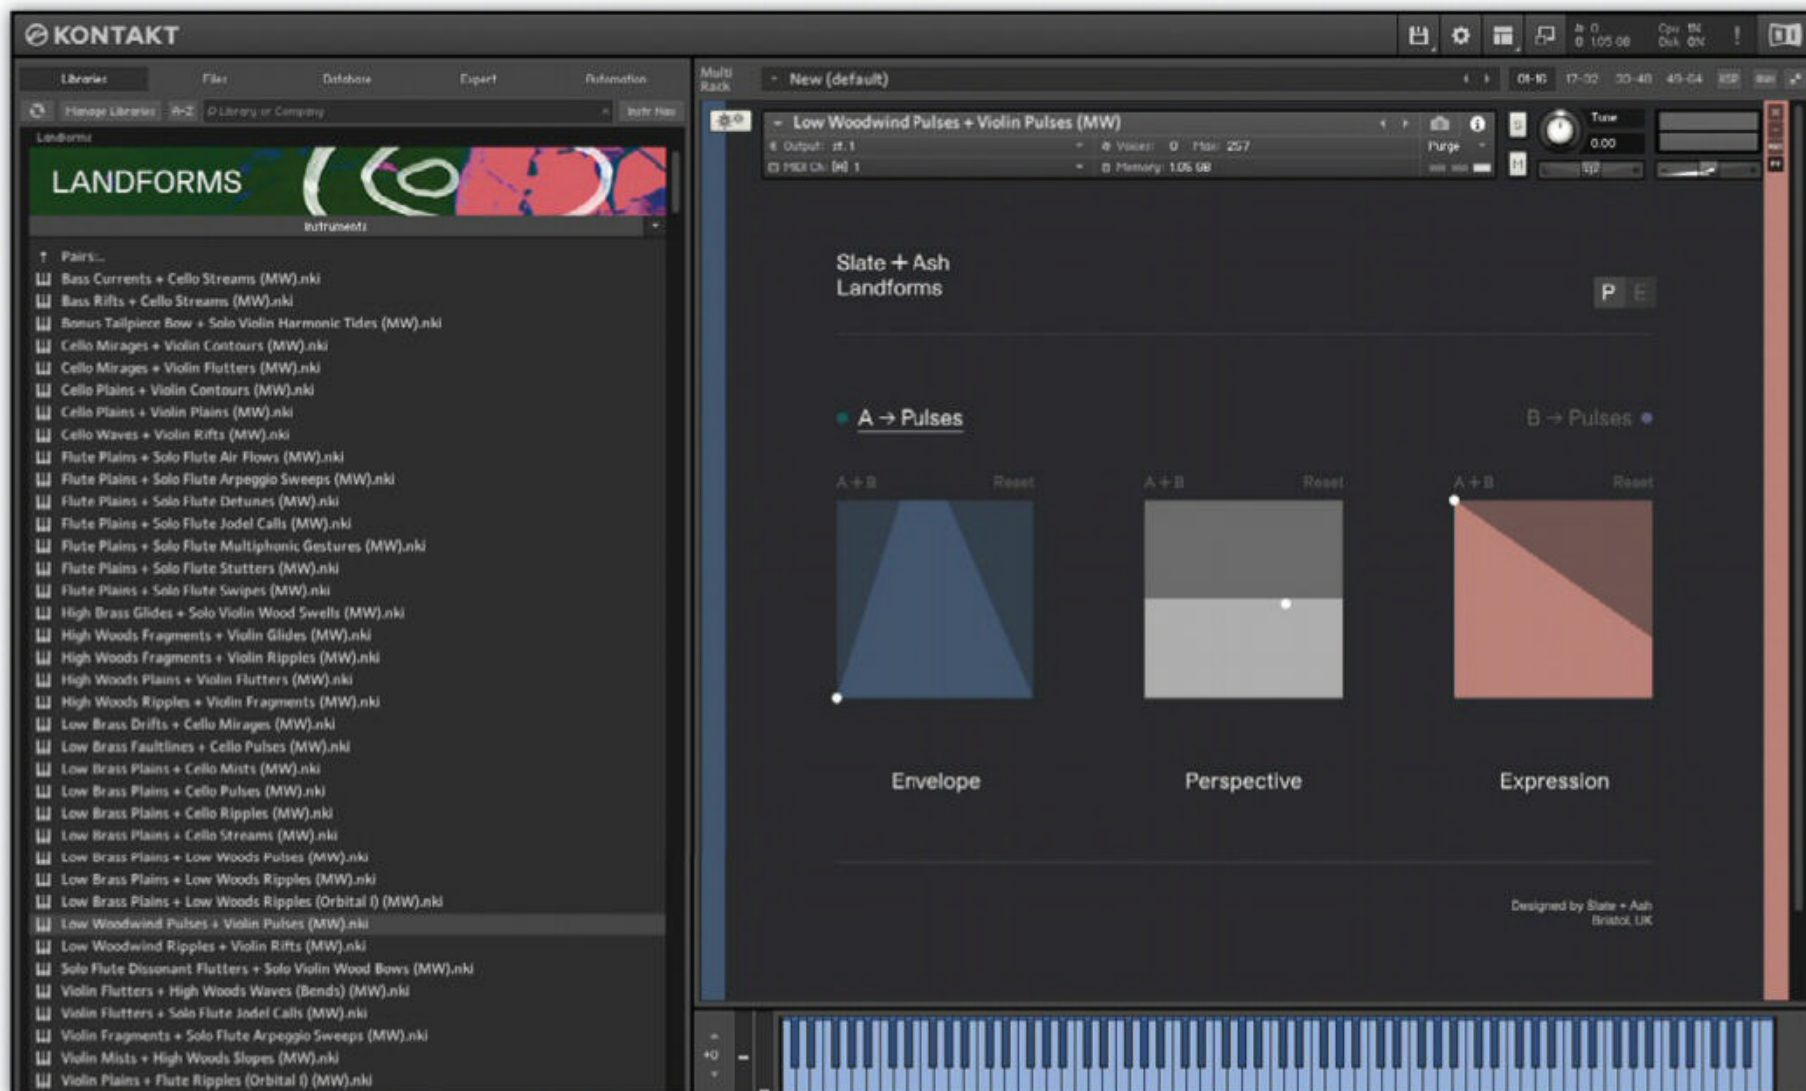 KONTAKT
Libraries Files Database Expert Automation
Manage Libraries A-Z Library or Company Instr Nav
Landforms
LANDFORMS
Instruments
Pairs:..
Bass Currents + Cello Streams (MW).nki
Bass Rifts + Cello Streams (MW).nki
Bonus Tailpiece Bow + Solo Violin Harmonic Tides (MW).nki
Cello Mirages + Violin Contours (MW).nki
Cello Mirages + Violin Flutters (MW).nki
Cello Plains + Violin Contours (MW).nki
Cello Plains + Violin Plains (MW).nki
Cello Waves + Violin Rifts (MW).nki
Flute Plains + Solo Flute Air Flows (MW).nki
Flute Plains + Solo Flute Arpeggio Sweeps (MW).nki
Flute Plains + Solo Flute Detunes (MW).nki
Flute Plains + Solo Flute Jodel Calls (MW).nki
Flute Plains + Solo Flute Multiphonic Gestures (MW).nki
Flute Plains + Solo Flute Stutters (MW).nki
Flute Plains + Solo Flute Swipes (MW).nki
High Brass Glides + Solo Violin Wood Swells (MW).nki
High Woods Fragments + Violin Glides (MW).nki
High Woods Fragments + Violin Ripples (MW).nki
High Woods Plains + Violin Flutters (MW).nki
High Woods Ripples + Violin Fragments (MW).nki
Low Brass Drifts + Cello Mirages (MW).nki
Low Brass Faultlines + Cello Pulses (MW).nki
Low Brass Plains + Cello Mists (MW).nki
Low Brass Plains + Cello Pulses (MW).nki
Low Brass Plains + Cello Ripples (MW).nki
Low Brass Plains + Cello Streams (MW).nki
Low Brass Plains + Low Woods Pulses (MW).nki
Low Brass Plains + Low Woods Ripples (MW).nki
Low Brass Plains + Low Woods Ripples (Orbital I) (MW).nki
Low Woodwind Pulses + Violin Pulses (MW).nki
Low Woodwind Ripples + Violin Rifts (MW).nki
Solo Flute Dissonant Flutters + Solo Violin Wood Bows (MW).nki
Violin Flutters + High Woods Waves (Bends) (MW).nki
Violin Flutters + Solo Flute Jodel Calls (MW).nki
Violin Fragments + Solo Flute Arpeggio Sweeps (MW).nki
Violin Mists + High Woods Slopes (MW).nki
Violin Plains + Flute Ripples (Orbital I) (MW).nki
0 Cpu 1%
1.05 GB Disk 0%
!
Multi
Rack
New (default)
01-16 17-32 33-48 49-64
Low Woodwind Pulses + Violin Pulses (MW)
Output: st.1 Voices: 0 Max: 257 Purge
MIDI Ch: [A] 1 Memory: 1.05 GB
S
M
Tune
0.00
Slate + Ash
Landforms
P E
A → Pulses
B → Pulses
A + B Reset
A + B Reset
A + B Reset
Envelope
Perspective
Expression
Designed by Slate + Ash
Bristol, UK
+0